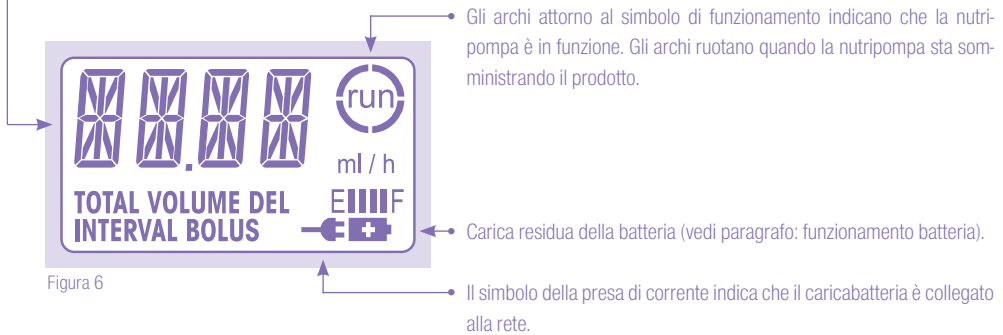 Gli archi attorno al simbolo di funzionamento indicano che la nutri-
pompa è in funzione. Gli archi ruotano quando la nutripompa sta som-
ministrando il prodotto.
run
ml / h
TOTAL VOLUME DEL
INTERVAL BOLUS
E F
Carica residua della batteria (vedi paragrafo: funzionamento batteria).
Figura 6
Il simbolo della presa di corrente indica che il caricabatteria è collegato
alla rete.